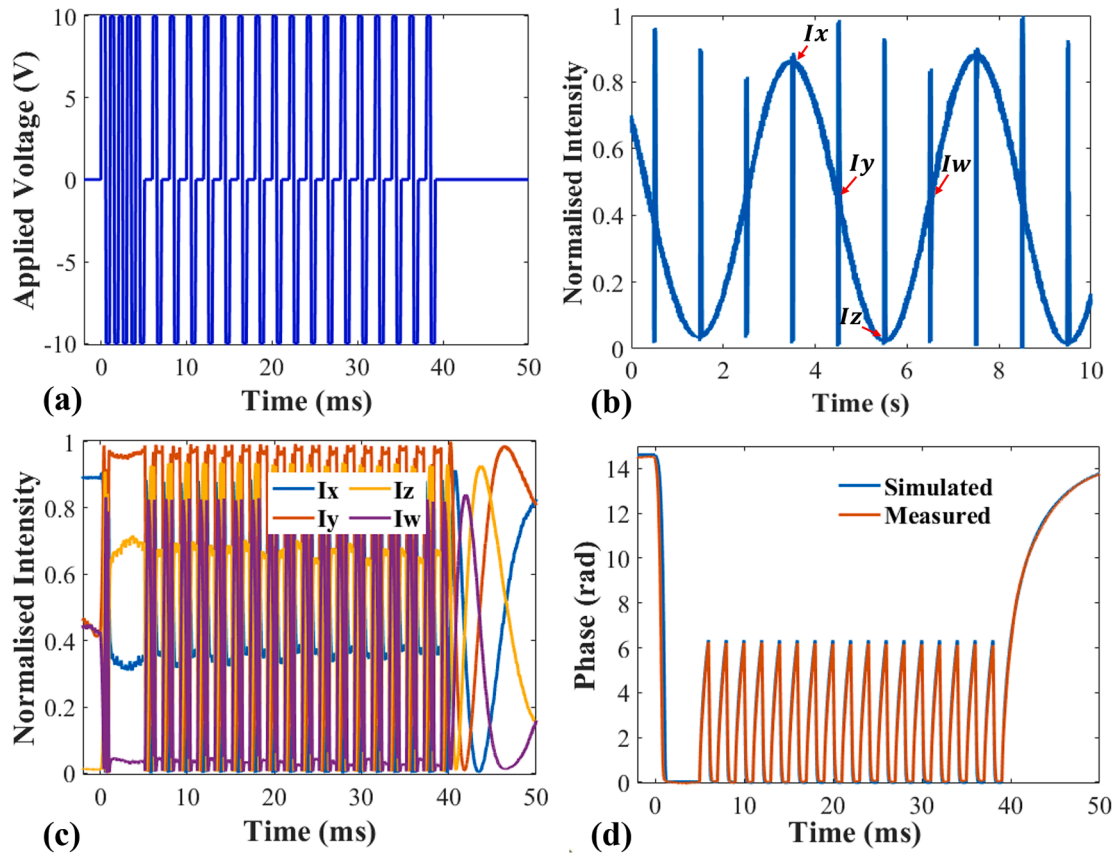 10
5
0
-5
-10
Applied Voltage (V)
0 10 20 30 40 50
Time (ms)
(a)
1
0.8
0.6
0.4
0.2
0
Normalised Intensity
Ix
Iy
Iw
Iz
0 2 4 6 8 10
Time (s)
(b)
1
0.8
0.6
0.4
0.2
0
Normalised Intensity
Ix Iz
Iy Iw
0 10 20 30 40 50
Time (ms)
(c)
14
12
10
8
6
4
2
0
Phase (rad)
Simulated
Measured
0 10 20 30 40 50
Time (ms)
(d)